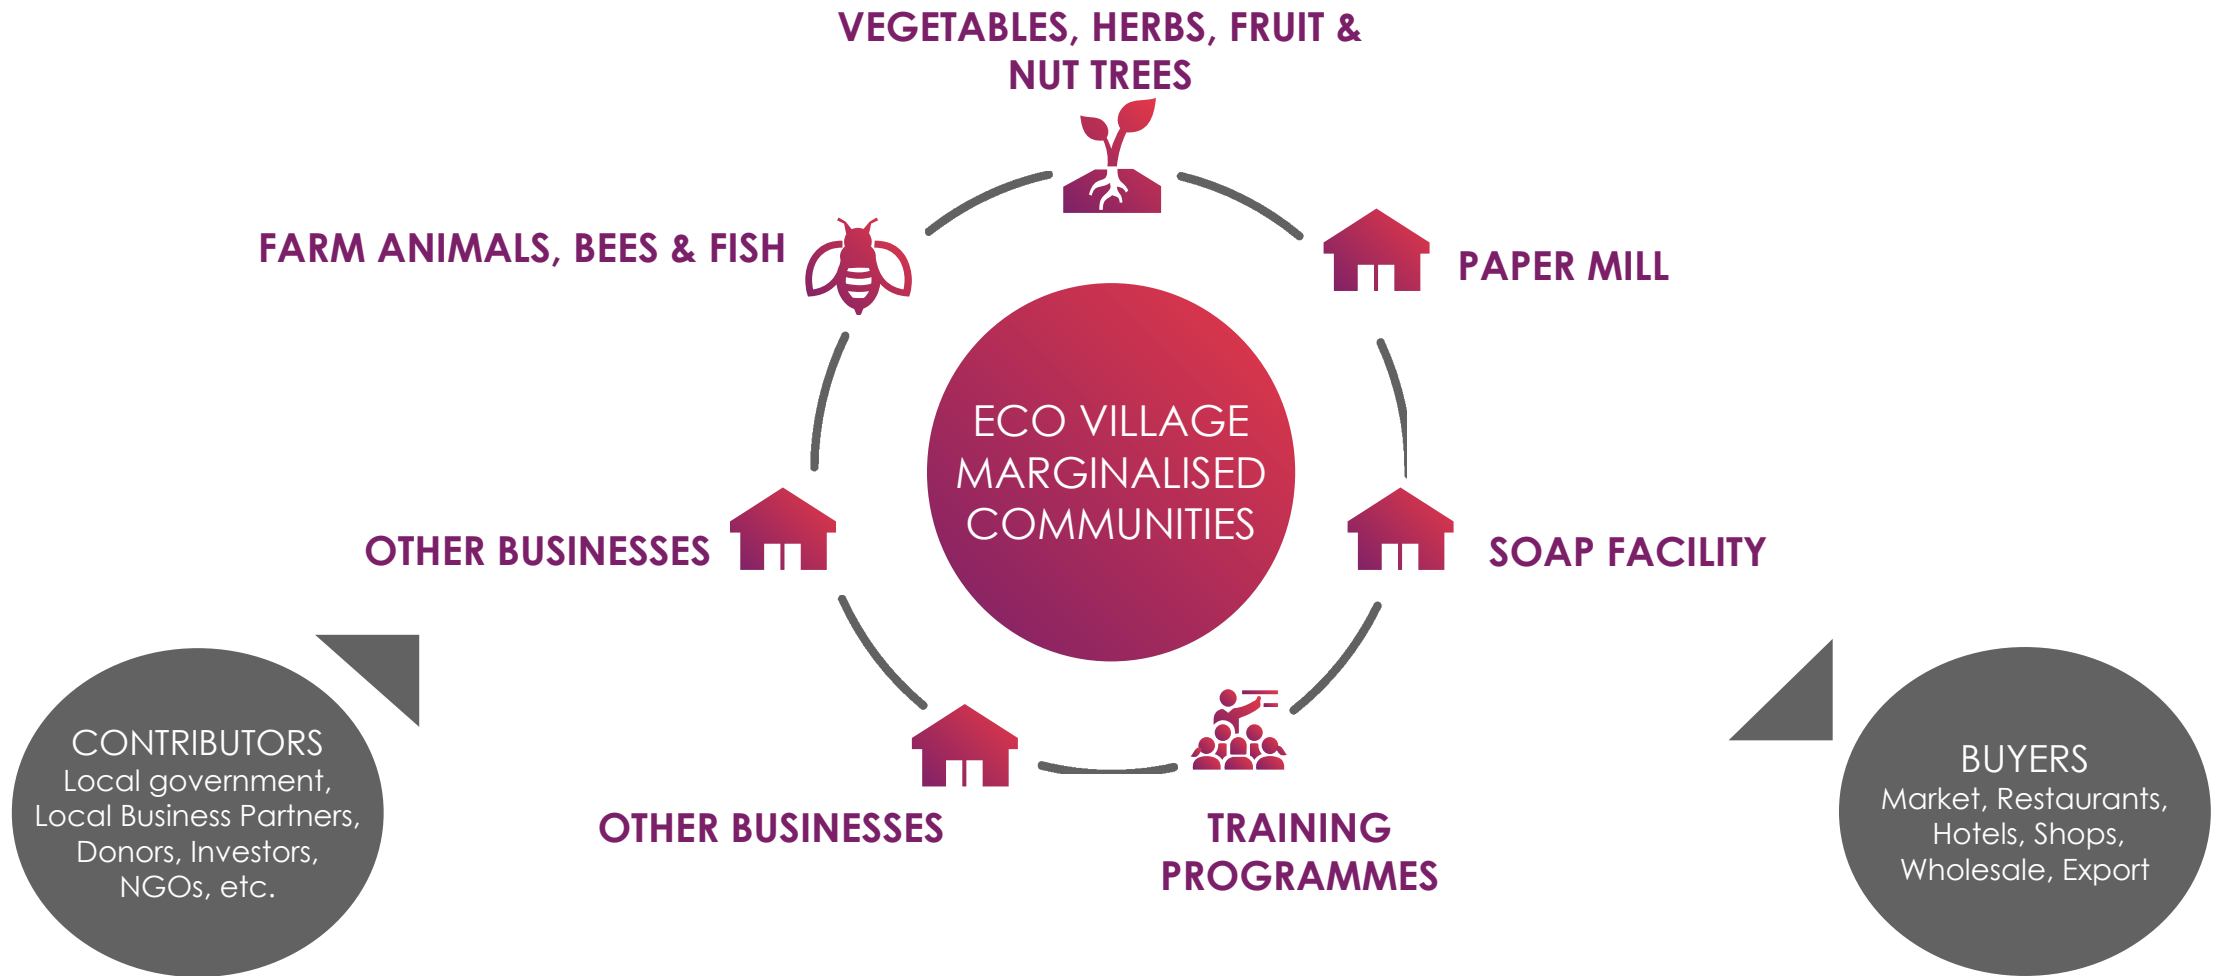 VEGETABLES, HERBS, FRUIT &
NUT TREES
FARM ANIMALS, BEES & FISH
PAPER MILL
ECO VILLAGE
MARGINALISED
COMMUNITIES
OTHER BUSINESSES
SOAP FACILITY
CONTRIBUTORS
Local government,
Local Business Partners,
Donors, Investors,
NGOs, etc.
OTHER BUSINESSES
TRAINING
PROGRAMMES
BUYERS
Market, Restaurants,
Hotels, Shops,
Wholesale, Export